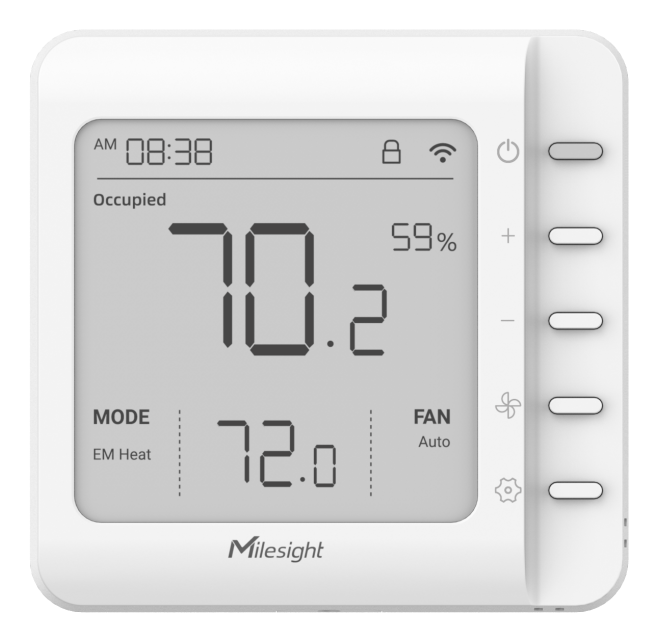 AM 08:38
Occupied
59%
70.2
MODE
EM Heat
72.0
FAN
Auto
Milesight